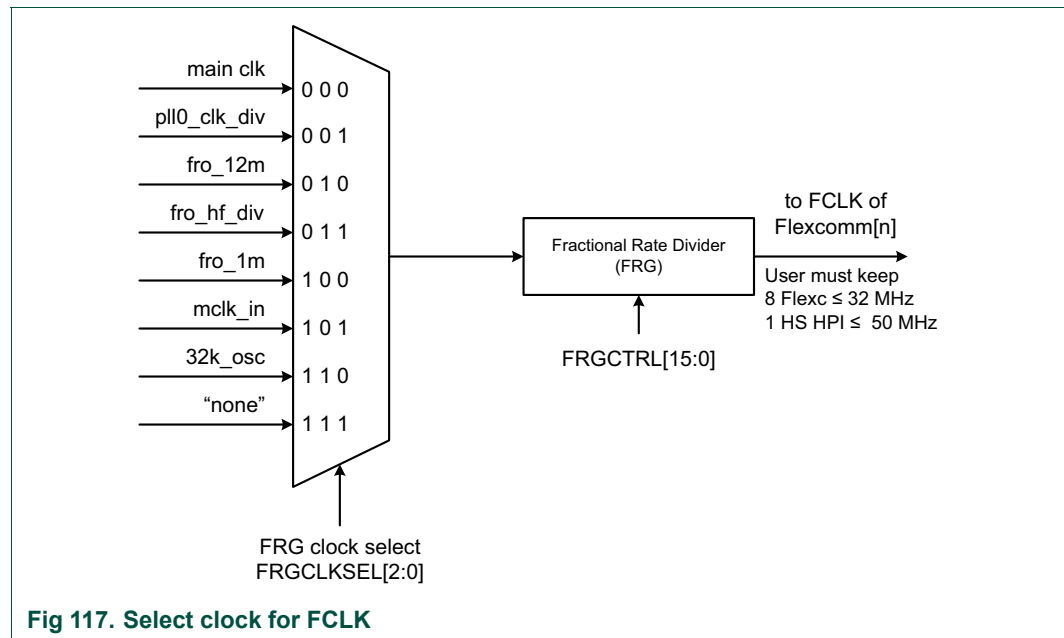 main clk
0 0 0
pll0_clk_div
0 0 1
fro_12m
0 1 0
fro_hf_div
0 1 1
fro_1m
1 0 0
mclk_in
1 0 1
32k_osc
1 1 0
“none”
1 1 1
FRG clock select
FRGCLKSEL[2:0]
Fractional Rate Divider
(FRG)
FRGCTRL[15:0]
to FCLK of
Flexcomm[n]
User must keep
8 Flexc ≤ 32 MHz
1 HS HPI ≤ 50 MHz
Fig 117. Select clock for FCLK